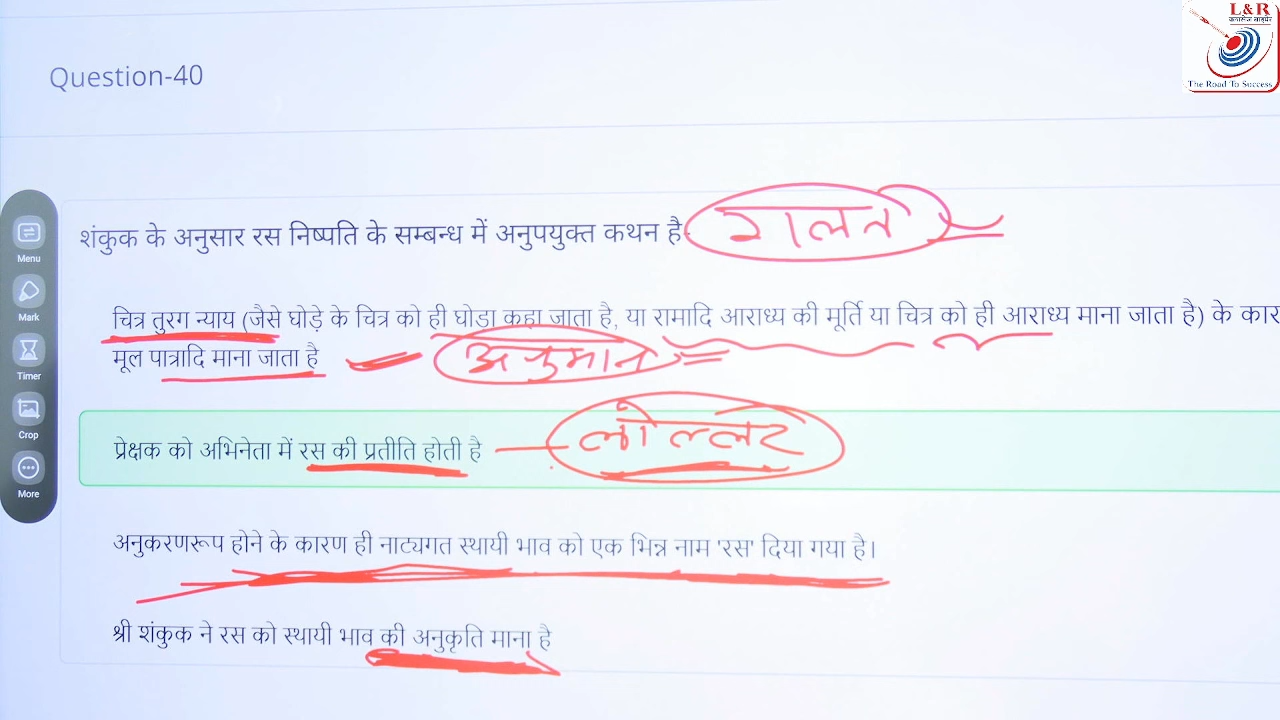 L&R
The Road To Success
Question-40
शंकुक के अनुसार रस निष्पति के सम्बन्ध में अनुपयुक्त कथन है
गलत
चित्र तुरग न्याय (जैसे घोड़े के चित्र को ही घोडा कहा जाता है, या रामादि आराध्य की मूर्ति या चित्र को ही आराध्य माना जाता है) के कार
मूल पात्रादि माना जाता है
अनुमान
प्रेक्षक को अभिनेता में रस की प्रतीति होती है
लोल्लट
अनुकरणरूप होने के कारण ही नाट्यगत स्थायी भाव को एक भिन्न नाम 'रस' दिया गया है।
श्री शंकुक ने रस को स्थायी भाव की अनुकृति माना है
Menu
Mark
Timer
Crop
More